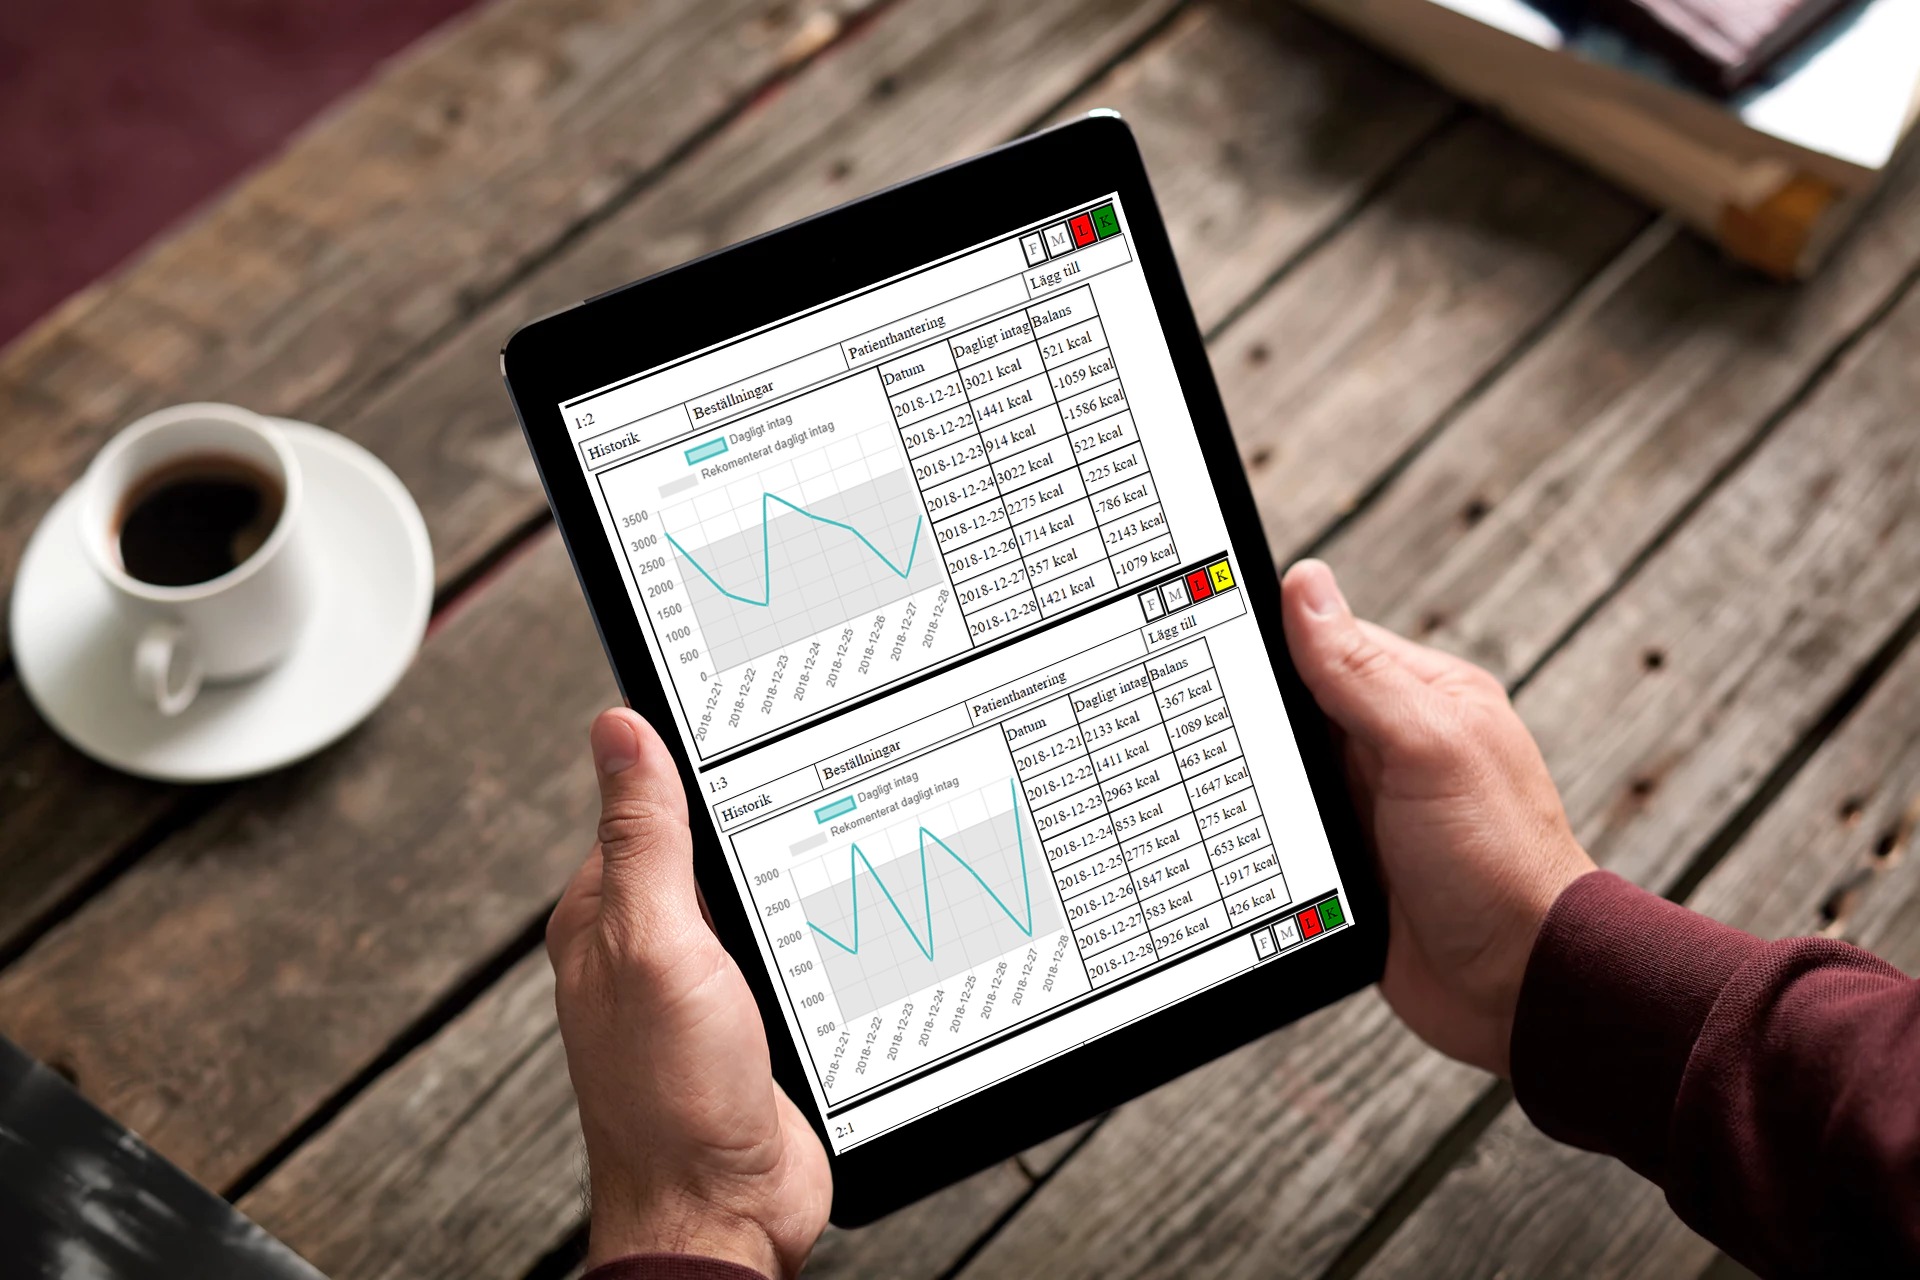 F M L K
1:2
Historik Beställningar Patienthantering Lägg till
Dagligt intag
Rekomenterat dagligt intag
3500
3000
2500
2000
1500
1000
500
0
2018-12-21 2018-12-22 2018-12-23 2018-12-24 2018-12-25 2018-12-26 2018-12-27 2018-12-28
Datum Dagligt intag Balans
2018-12-21 3021 kcal 521 kcal
2018-12-22 1441 kcal -1059 kcal
2018-12-23 914 kcal -1586 kcal
2018-12-24 3022 kcal 522 kcal
2018-12-25 2275 kcal -225 kcal
2018-12-26 1714 kcal -786 kcal
2018-12-27 357 kcal -2143 kcal
2018-12-28 1421 kcal -1079 kcal
F M L K
1:3
Historik Beställningar Patienthantering Lägg till
Dagligt intag
Rekomenterat dagligt intag
3000
2500
2000
1500
1000
500
2018-12-21 2018-12-22 2018-12-23 2018-12-24 2018-12-25 2018-12-26 2018-12-27 2018-12-28
Datum Dagligt intag Balans
2018-12-21 2133 kcal -367 kcal
2018-12-22 1411 kcal -1089 kcal
2018-12-23 2963 kcal 463 kcal
2018-12-24 853 kcal -1647 kcal
2018-12-25 2775 kcal 275 kcal
2018-12-26 1847 kcal -653 kcal
2018-12-27 583 kcal -1917 kcal
2018-12-28 2926 kcal 426 kcal
F M L K
2:1